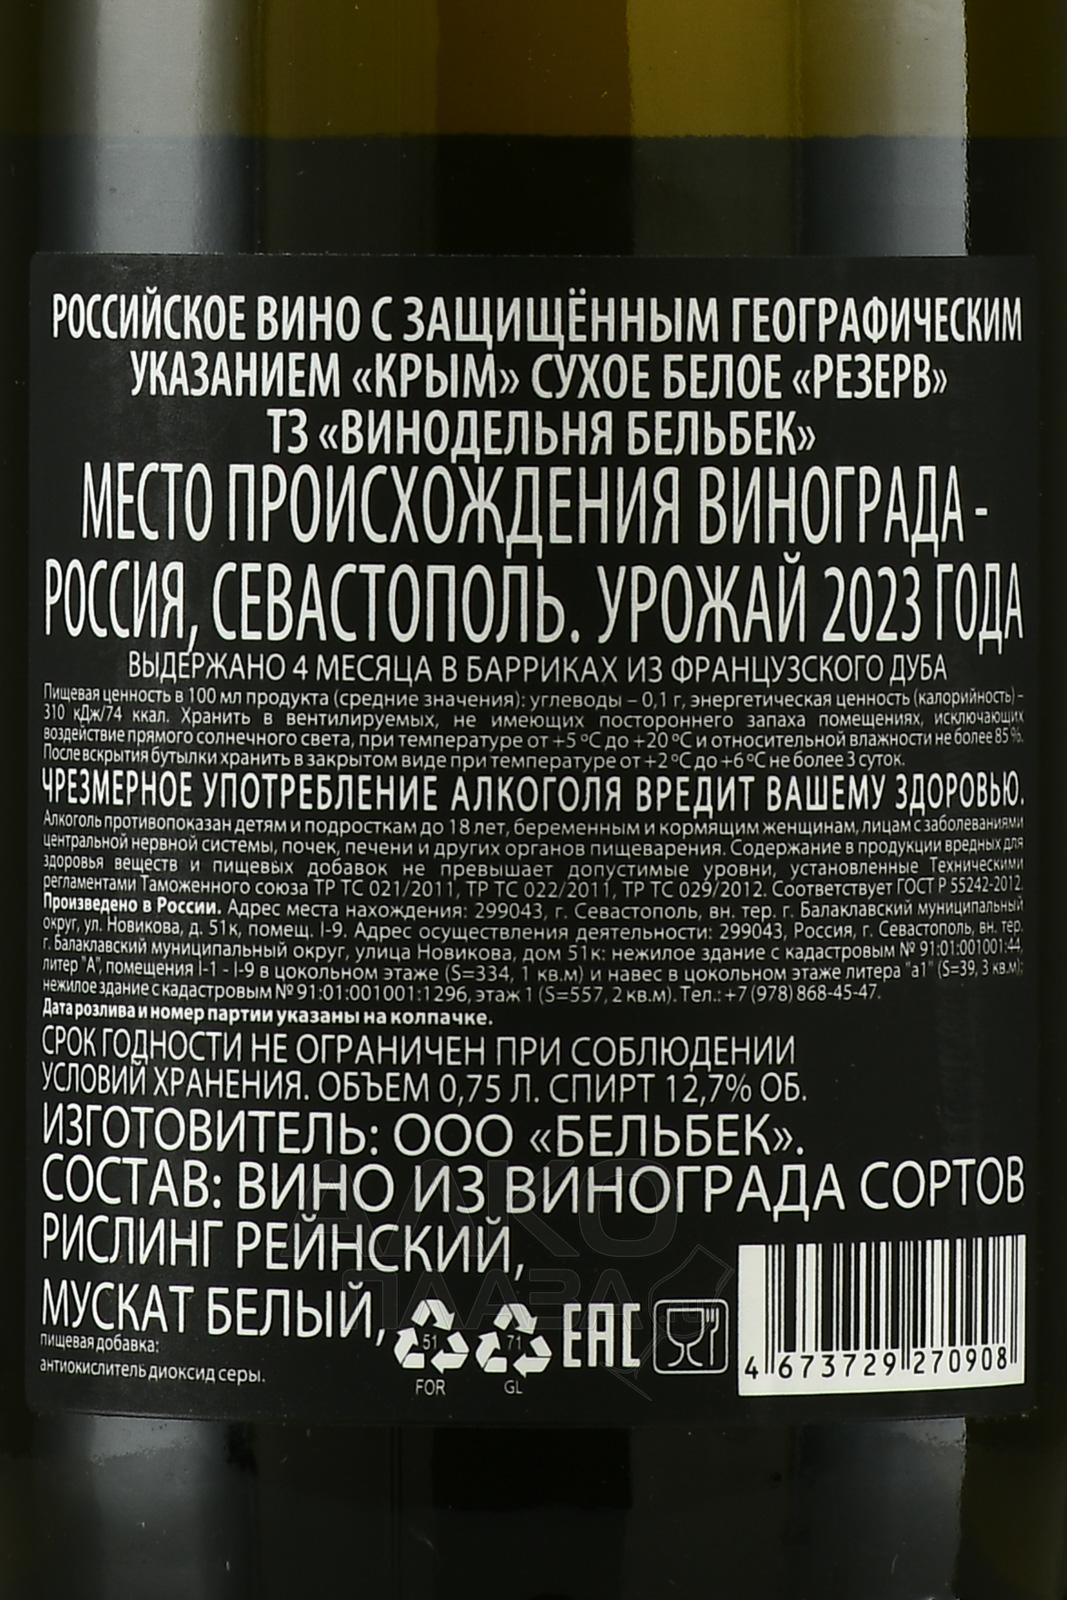 РОССИЙСКОЕ ВИНО С ЗАЩИЩЁННЫМ ГЕОГРАФИЧЕСКИМ
УКАЗАНИЕМ «КРЫМ» СУХОЕ БЕЛОЕ «РЕЗЕРВ»
ТЗ «ВИНОДЕЛЬНЯ БЕЛЬБЕК»
МЕСТО ПРОИСХОЖДЕНИЯ ВИНОГРАДА -
РОССИЯ, СЕВАСТОПОЛЬ. УРОЖАЙ 2023 ГОДА
ВЫДЕРЖАНО 4 МЕСЯЦА В БАРРИКАХ ИЗ ФРАНЦУЗСКОГО ДУБА
Пищевая ценность в 100 мл продукта (средние значения): углеводы – 0,1 г, энергетическая ценность (калорийность) –
310 кДж/74 ккал. Хранить в вентилируемых, не имеющих постороннего запаха помещениях, исключающих
воздействие прямого солнечного света, при температуре от +5 °С до +20 °С и относительной влажности не более 85 %.
После вскрытия бутылки хранить в закрытом виде при температуре от +2 °С до +6 °С не более 3 суток.
ЧРЕЗМЕРНОЕ УПОТРЕБЛЕНИЕ АЛКОГОЛЯ ВРЕДИТ ВАШЕМУ ЗДОРОВЬЮ.
Алкоголь противопоказан детям и подросткам до 18 лет, беременным и кормящим женщинам, лицам с заболеваниями
центральной нервной системы, почек, печени и других органов пищеварения. Содержание в продукции вредных для
здоровья веществ и пищевых добавок не превышает допустимые уровни, установленные Техническими
регламентами Таможенного союза ТР ТС 021/2011, ТР ТС 022/2011, ТР ТС 029/2012. Соответствует ГОСТ Р 55242-2012.
Произведено в России. Адрес места нахождения: 299043, г. Севастополь, вн. тер. г. Балаклавский муниципальный
округ, ул. Новикова, д. 51к, помещ. I-9. Адрес осуществления деятельности: 299043, Россия, г. Севастополь, вн. тер.
г. Балаклавский муниципальный округ, улица Новикова, дом 51к: нежилое здание с кадастровым № 91:01:001001:44,
литер "А", помещения I-1 - I-9 в цокольном этаже (S=334, 1 кв.м) и навес в цокольном этаже литера "а1" (S=39, 3 кв.м);
нежилое здание с кадастровым № 91:01:001001:1296, этаж 1 (S=557, 2 кв.м). Тел.: +7 (978) 868-45-47.
Дата розлива и номер партии указаны на колпачке.
СРОК ГОДНОСТИ НЕ ОГРАНИЧЕН ПРИ СОБЛЮДЕНИИ
УСЛОВИЙ ХРАНЕНИЯ. ОБЪЕМ 0,75 Л. СПИРТ 12,7% ОБ.
ИЗГОТОВИТЕЛЬ: ООО «БЕЛЬБЕК».
СОСТАВ: ВИНО ИЗ ВИНОГРАДА СОРТОВ
РИСЛИНГ РЕЙНСКИЙ,
МУСКАТ БЕЛЫЙ,
пищевая добавка:
антиокислитель диоксид серы.
51
FOR
71
GL
ЕАС
4 673729 270908
АЛКО
ПЛАЗА